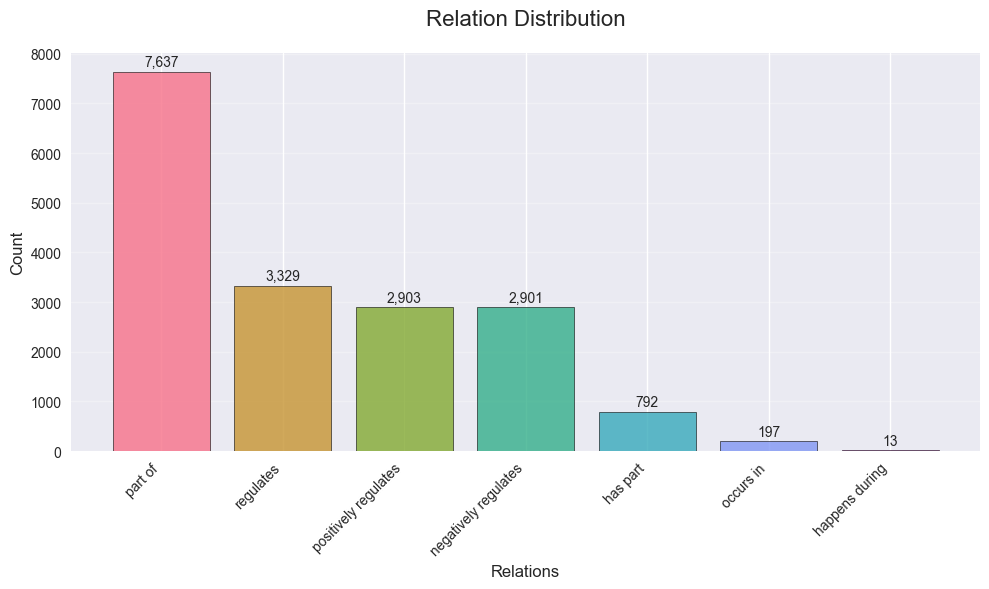 Relation Distribution
Count
8000
7000
6000
5000
4000
3000
2000
1000
0
7,637
3,329
2,903
2,901
792
197
13
part of
regulates
positively regulates
negatively regulates
has part
occurs in
happens during
Relations